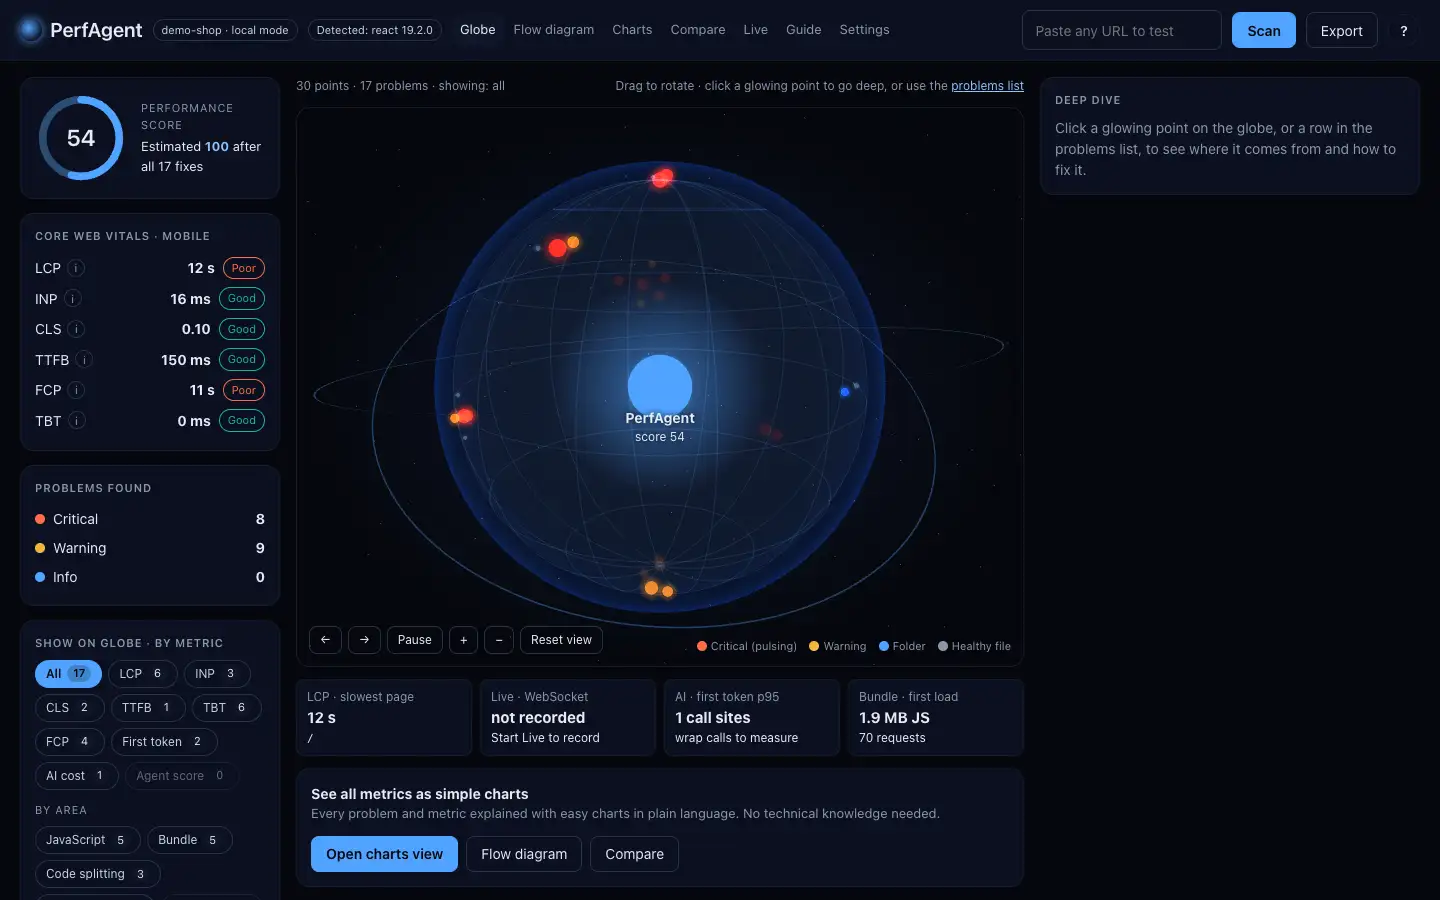 PerfAgent
demo-shop · local mode
Detected: react 19.2.0
Globe
Flow diagram
Charts
Compare
Live
Guide
Settings
Paste any URL to test
Scan
Export
?
54
PERFORMANCE
SCORE
Estimated 100 after
all 17 fixes
CORE WEB VITALS · MOBILE
LCP i 12 s Poor
INP i 16 ms Good
CLS i 0.10 Good
TTFB i 150 ms Good
FCP i 11 s Poor
TBT i 0 ms Good
PROBLEMS FOUND
Critical 8
Warning 9
Info 0
SHOW ON GLOBE · BY METRIC
All 17 LCP 6 INP 3
CLS 2 TTFB 1 TBT 6
FCP 4 First token 2
AI cost 1 Agent score 0
BY AREA
JavaScript 5 Bundle 5
Code splitting 3
30 points · 17 problems · showing: all
Drag to rotate · click a glowing point to go deep, or use the problems list
PerfAgent
score 54
← → Pause + − Reset view
Critical (pulsing) Warning Folder Healthy file
LCP · slowest page
12 s
/
Live · WebSocket
not recorded
Start Live to record
AI · first token p95
1 call sites
wrap calls to measure
Bundle · first load
1.9 MB JS
70 requests
See all metrics as simple charts
Every problem and metric explained with easy charts in plain language. No technical knowledge needed.
Open charts view Flow diagram Compare
DEEP DIVE
Click a glowing point on the globe, or a row in the
problems list, to see where it comes from and how to
fix it.